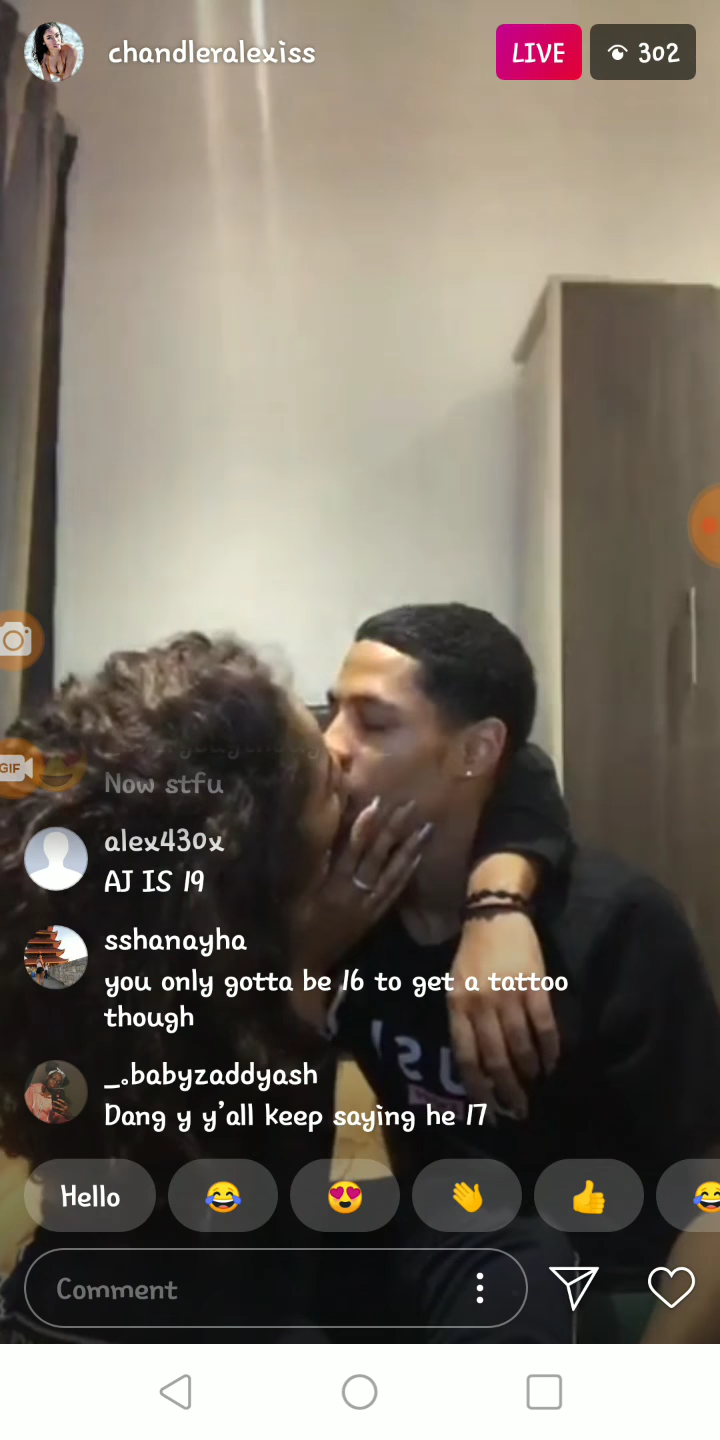 chandleralexiss
LIVE
302
Now stfu
alex430x
AJ IS 19
sshanayha
you only gotta be 16 to get a tattoo
though
_.babyzaddyash
Dang y y'all keep saying he 17
GIF
Hello
Comment